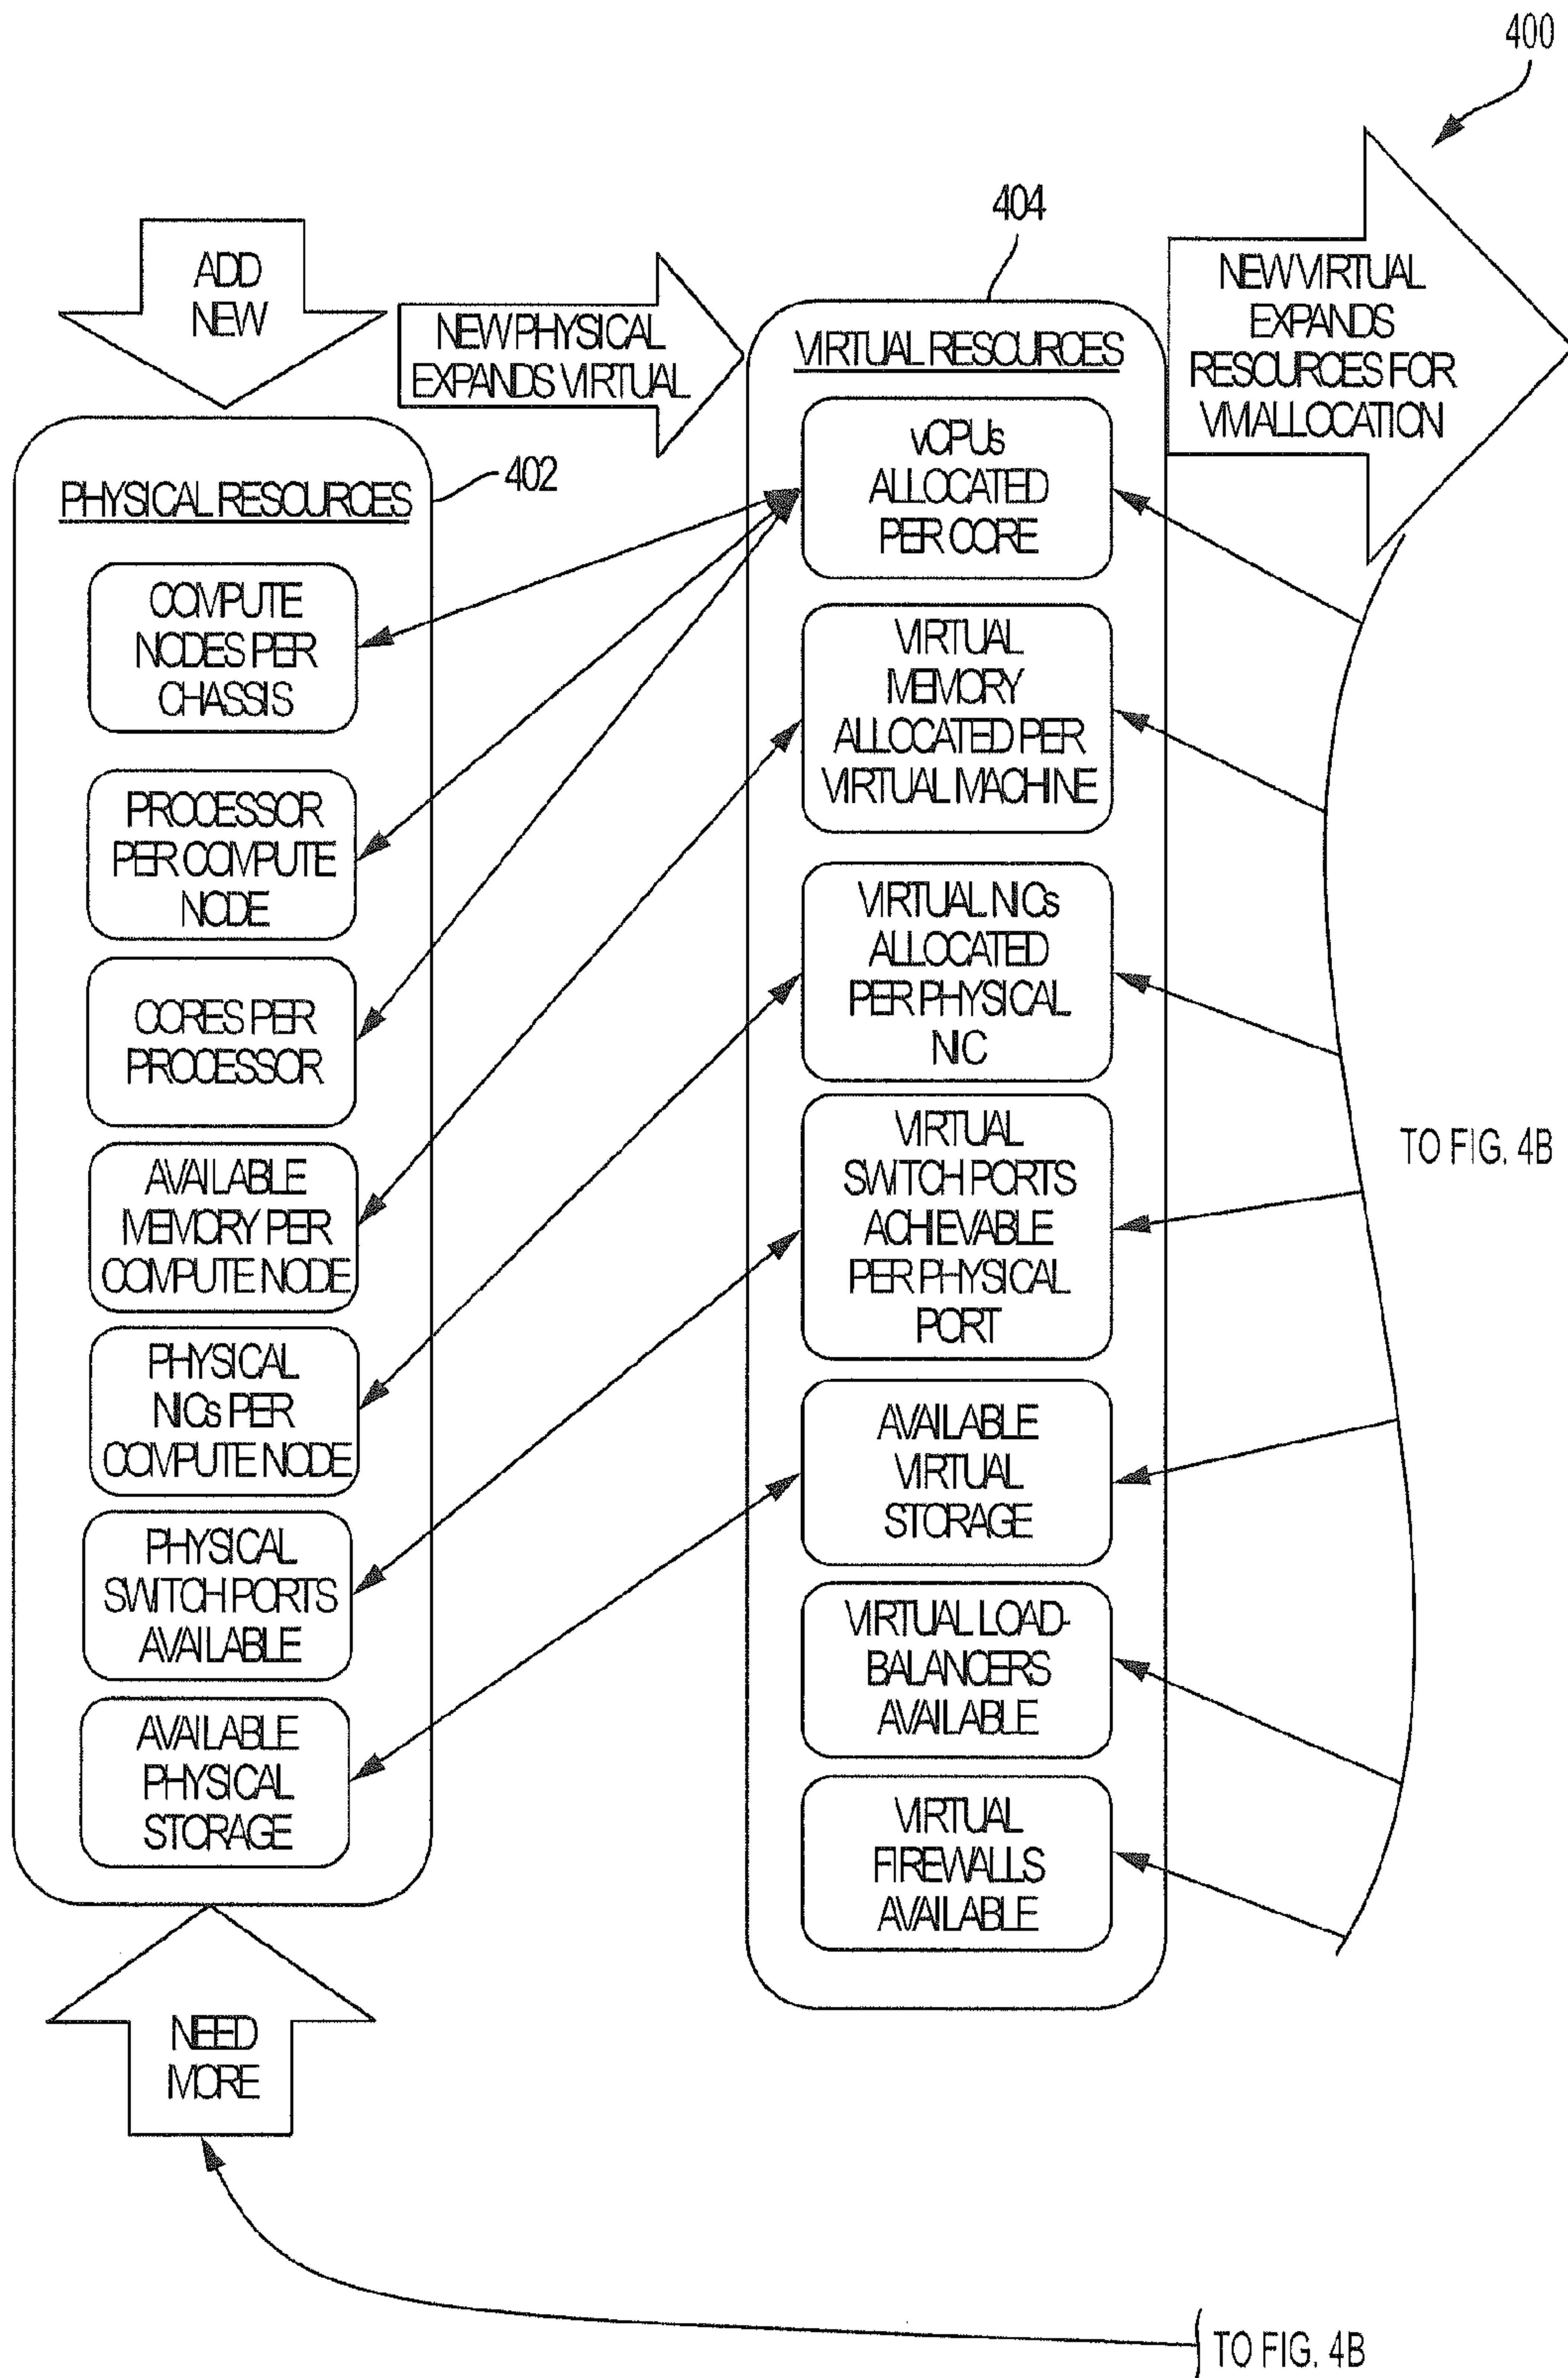 400
ADD
NEW
NEW PHYSICAL
EXPANDS VIRTUAL
404
NEW VIRTUAL
EXPANDS
RESOURCES FOR
VM ALLOCATION
402
PHYSICAL RESOURCES
COMPUTE
NODES PER
CHASSIS
PROCESSOR
PER COMPUTE
NODE
CORES PER
PROCESSOR
AVAILABLE
MEMORY PER
COMPUTE NODE
PHYSICAL
NICs PER
COMPUTE NODE
PHYSICAL
SWITCH PORTS
AVAILABLE
AVAILABLE
PHYSICAL
STORAGE
NEED
MORE
VIRTUAL RESOURCES
vCPUs
ALLOCATED
PER CORE
VIRTUAL
MEMORY
ALLOCATED PER
VIRTUAL MACHINE
VIRTUAL NICs
ALLOCATED
PER PHYSICAL
NIC
VIRTUAL
SWITCH PORTS
ACHIEVABLE
PER PHYSICAL
PORT
AVAILABLE
VIRTUAL
STORAGE
VIRTUAL LOAD-
BALANCERS
AVAILABLE
VIRTUAL
FIREWALLS
AVAILABLE
TO FIG. 4B
TO FIG. 4B